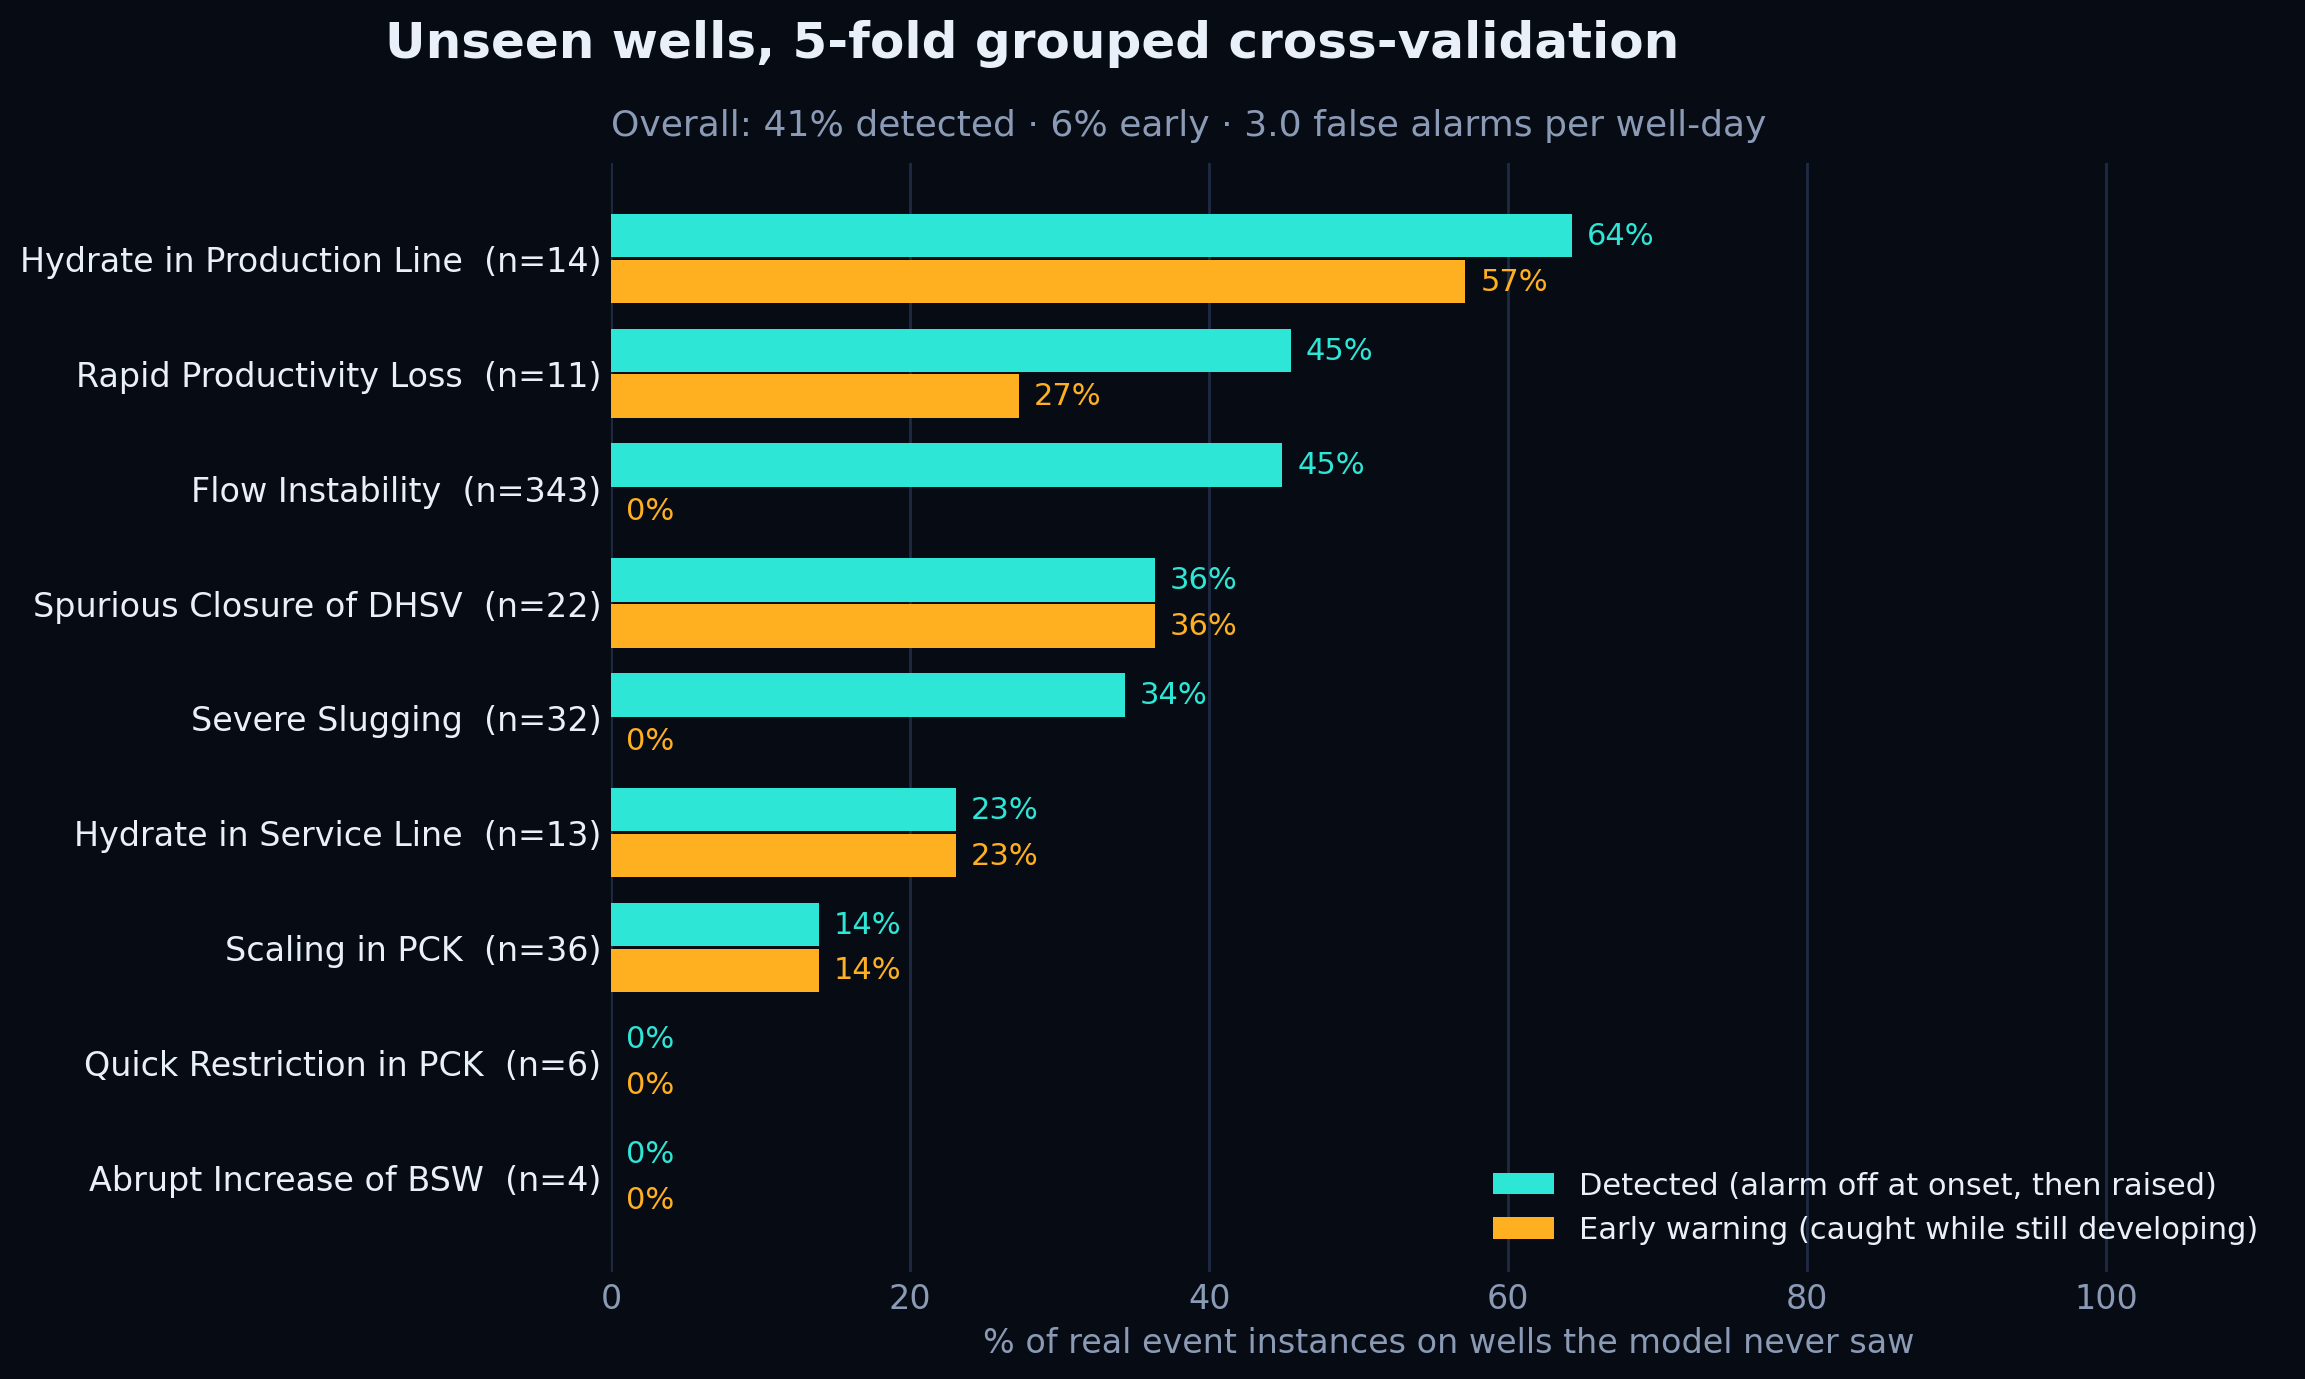 Unseen wells, 5-fold grouped cross-validation
Overall: 41% detected · 6% early · 3.0 false alarms per well-day
Hydrate in Production Line (n=14)
64%
57%
Rapid Productivity Loss (n=11)
45%
27%
Flow Instability (n=343)
45%
0%
Spurious Closure of DHSV (n=22)
36%
36%
Severe Slugging (n=32)
34%
0%
Hydrate in Service Line (n=13)
23%
23%
Scaling in PCK (n=36)
14%
14%
Quick Restriction in PCK (n=6)
0%
0%
Abrupt Increase of BSW (n=4)
0%
0%
Detected (alarm off at onset, then raised)
Early warning (caught while still developing)
0 20 40 60 80 100
% of real event instances on wells the model never saw